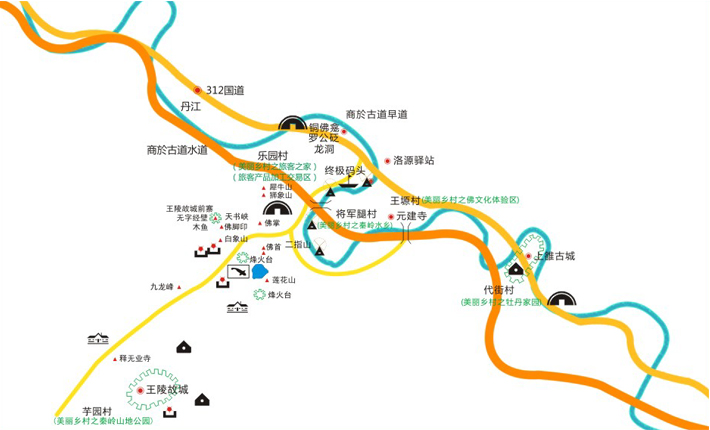 312国道
丹江
商於古道旱道
铜佛龛
罗公砭
龙洞
商於古道水道
乐园村
(美丽乡村之旅客之家)
(旅客产品加工交易区)
洛源驿站
终极码头
犀牛山
狮象山
王塬村(美丽乡村之佛文化体验区)
王陵故城前寨
无字经壁
木鱼
天书峡
佛脚印
白象山
佛掌
将军腿村
(美丽乡村之秦岭水乡)
元建寺
佛首
二指山
烽火台
上雒古城
代街村
(美丽乡村之牡丹家园)
九龙峰
莲花山
烽火台
释无业寺
王陵故城
芋园村
(美丽乡村之秦岭山地公园)